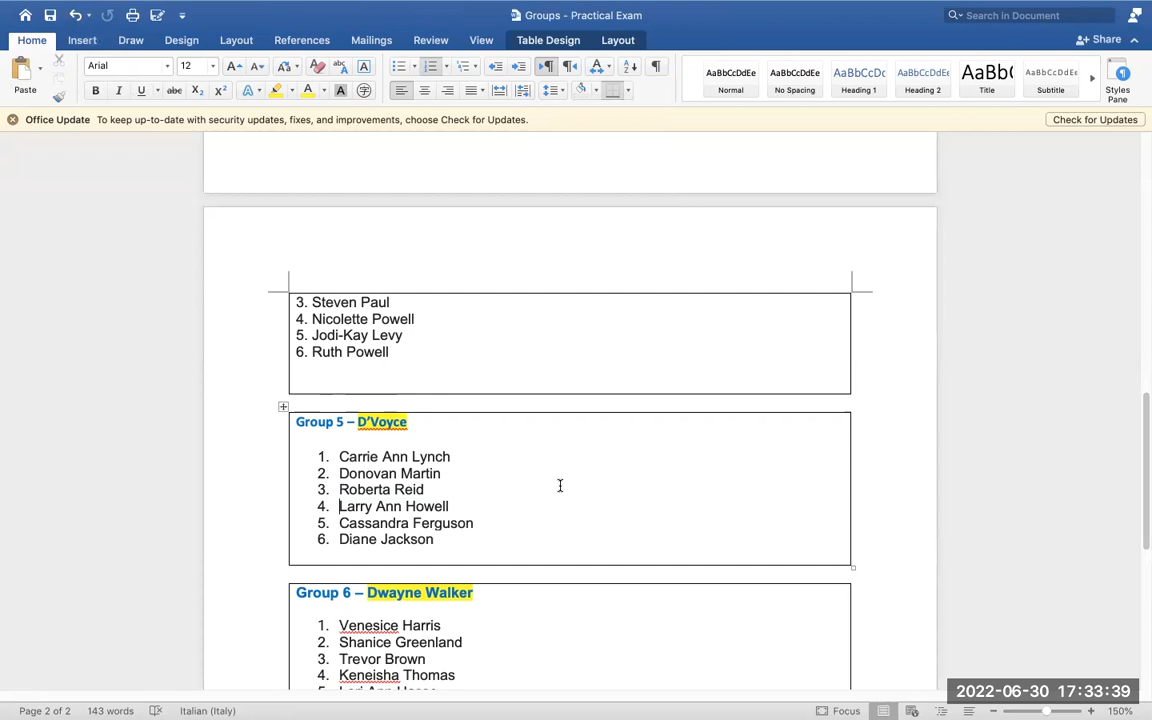 Groups - Practical Exam
Search in Document
Home Insert Draw Design Layout References Mailings Review View Table Design Layout
Share
Paste
Arial 12
AaBbCcDdEe AaBbCcDdEe AaBbCcDc AaBbCcDdEe AaBb( AaBbCcDdEe
Normal No Spacing Heading 1 Heading 2 Title Subtitle
Styles
Pane
Office Update To keep up-to-date with security updates, fixes, and improvements, choose Check for Updates.
Check for Updates
3. Steven Paul
4. Nicolette Powell
5. Jodi-Kay Levy
6. Ruth Powell
Group 5 – D’Voyce
1. Carrie Ann Lynch
2. Donovan Martin
3. Roberta Reid
4. Larry Ann Howell
5. Cassandra Ferguson
6. Diane Jackson
Group 6 – Dwayne Walker
1. Venesice Harris
2. Shanice Greenland
3. Trevor Brown
4. Keneisha Thomas
2022-06-30 17:33:39
Page 2 of 2 143 words Italian (Italy) Focus 150%